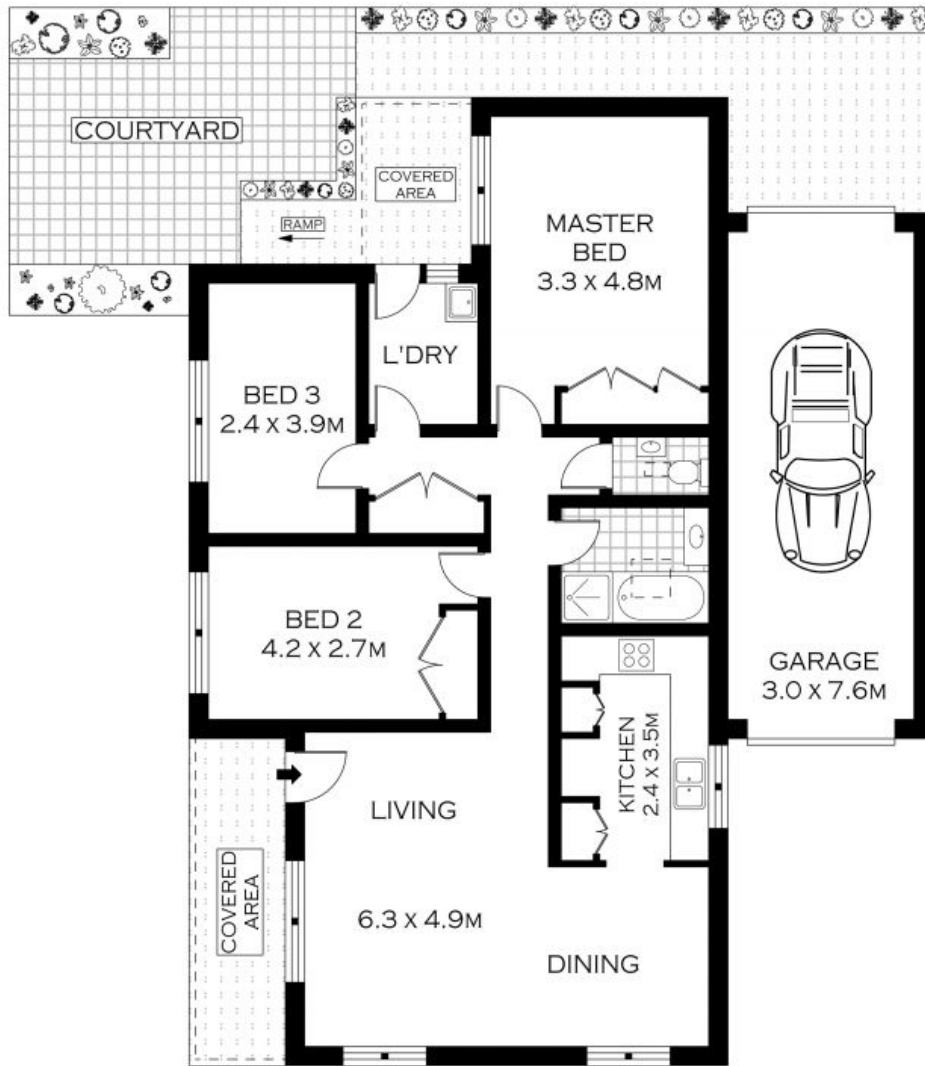 COURTYARD
COVERED
AREA
RAMP
MASTER
BED
3.3 X 4.8M
L'DRY
BED 3
2.4 X 3.9M
BED 2
4.2 X 2.7M
GARAGE
3.0 X 7.6M
KITCHEN
2.4 X 3.5M
LIVING
COVERED
AREA
6.3 X 4.9M
DINING